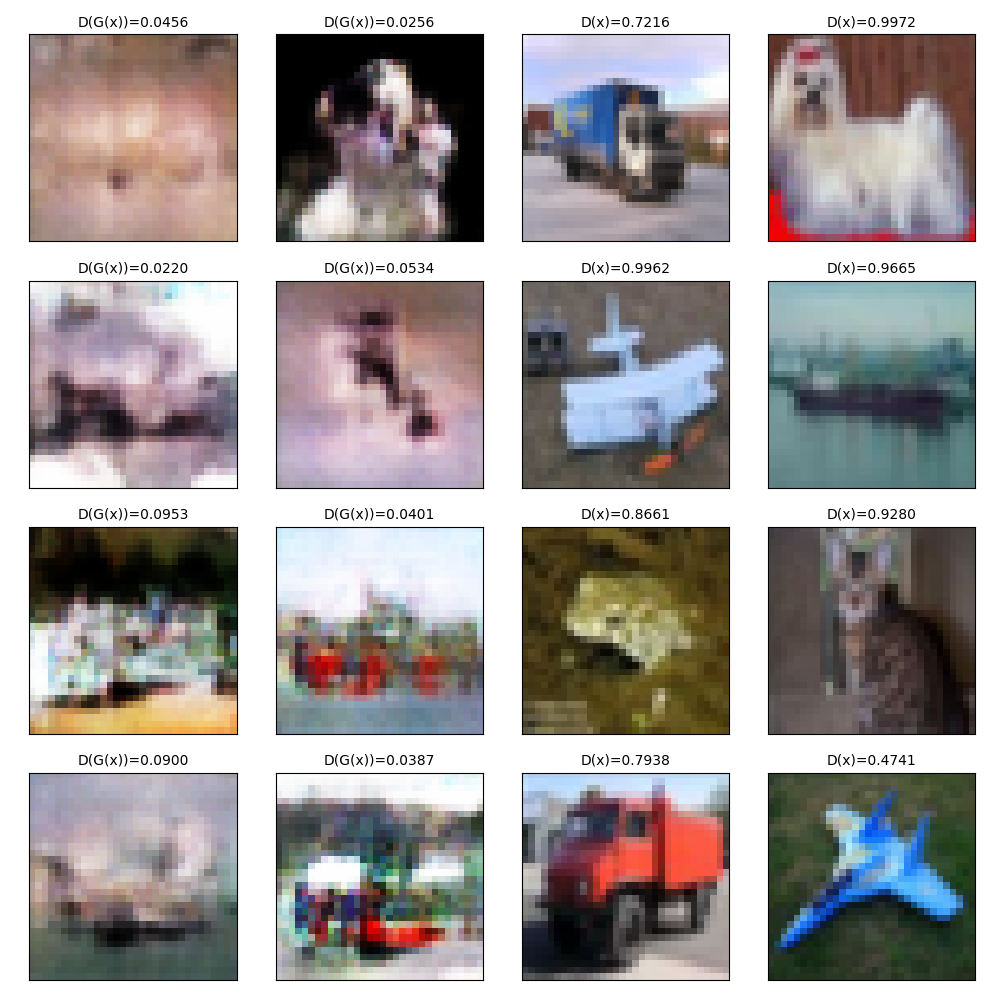 D(G(x))=0.0456
D(G(x))=0.0256
D(x)=0.7216
D(x)=0.9972
D(G(x))=0.0220
D(G(x))=0.0534
D(x)=0.9962
D(x)=0.9665
D(G(x))=0.0953
D(G(x))=0.0401
D(x)=0.8661
D(x)=0.9280
D(G(x))=0.0900
D(G(x))=0.0387
D(x)=0.7938
D(x)=0.4741